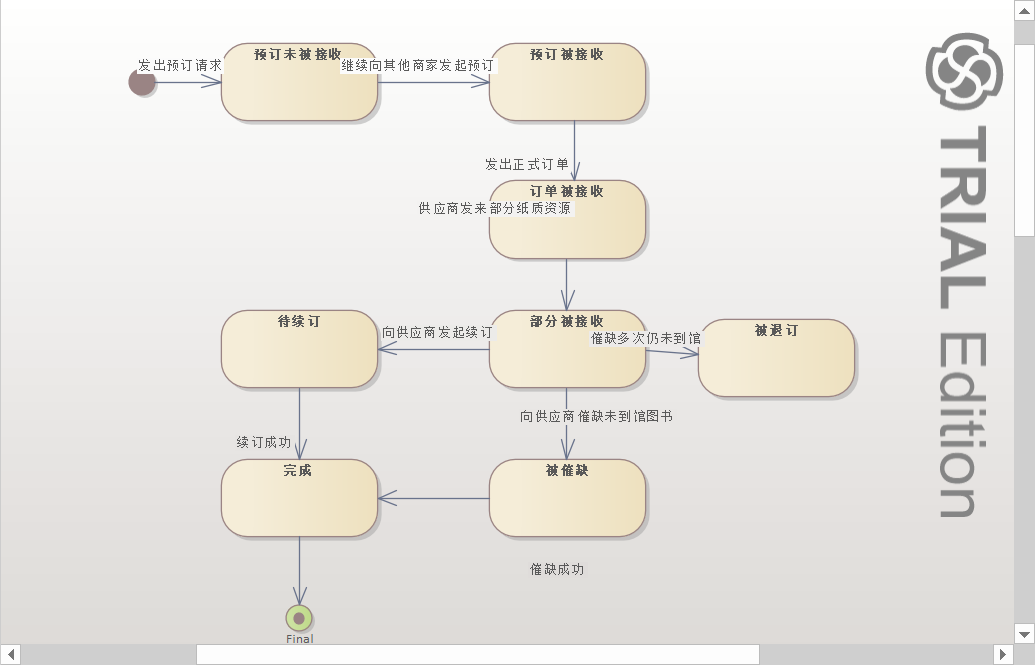 发出预订请求
预订未被接收
继续向其他商家发起预订
预订被接收
发出正式订单
订单被接收
供应商发来部分纸质资源
待续订
向供应商发起续订
部分被接收
催缺多次仍未到馆
被退订
向供应商催缺未到馆图书
续订成功
完成
被催缺
催缺成功
Final
TRIAL Edition